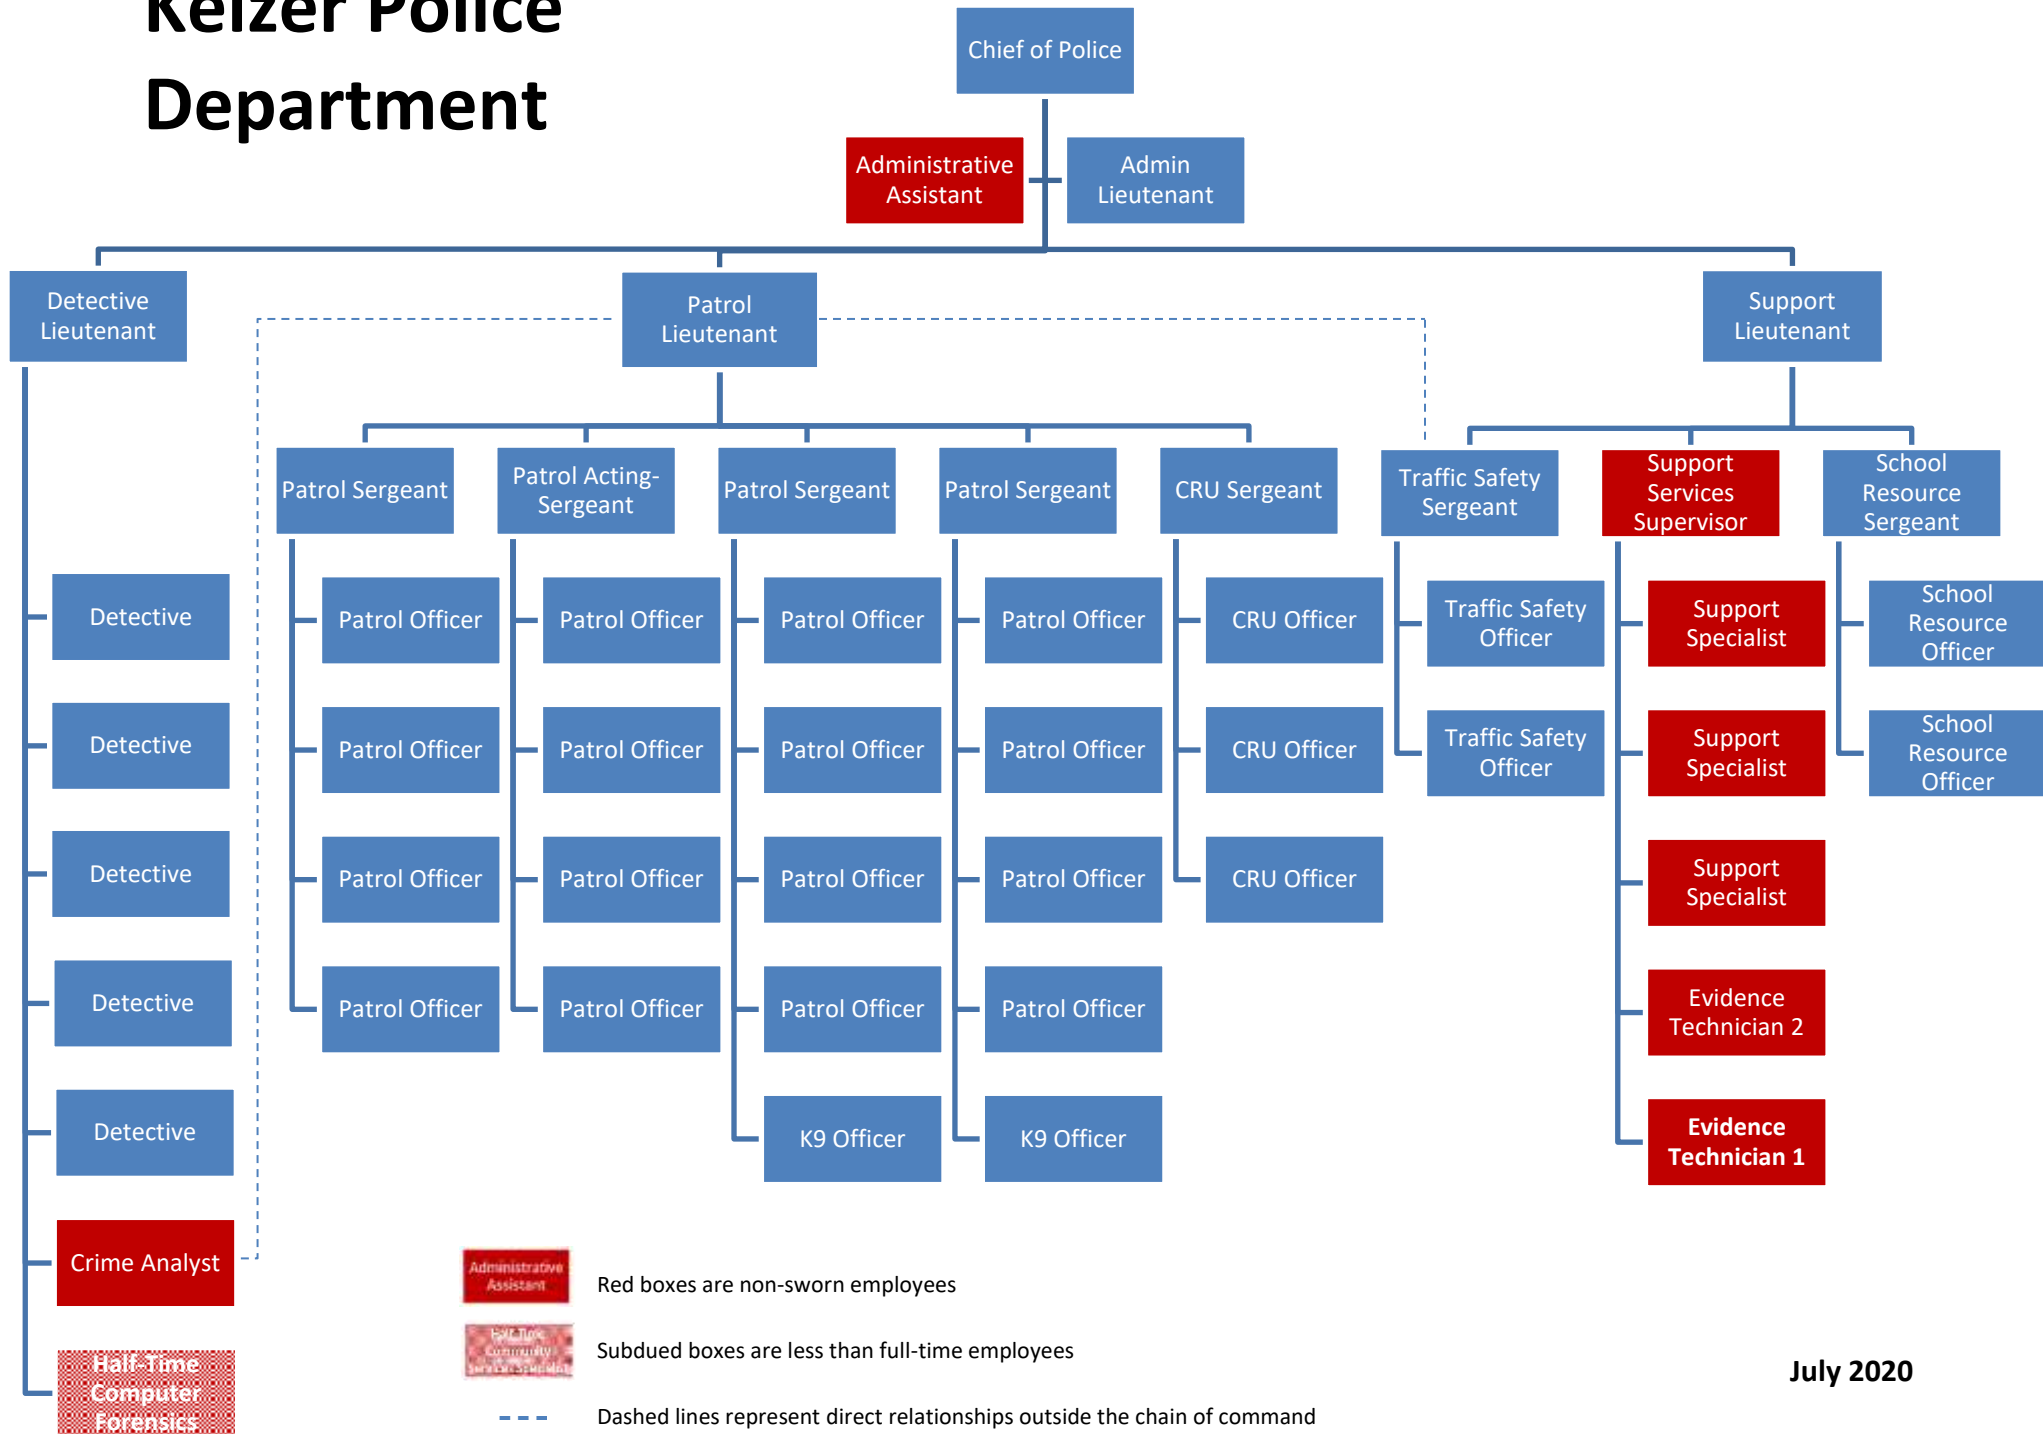 Keizer Police
Department
Chief of Police
Administrative
Assistant
Admin
Lieutenant
Detective
Lieutenant
Patrol
Lieutenant
Support
Lieutenant
Patrol Sergeant
Patrol Acting-
Sergeant
Patrol Sergeant
Patrol Sergeant
CRU Sergeant
Traffic Safety
Sergeant
Support
Services
Supervisor
School
Resource
Sergeant
Detective
Patrol Officer
Patrol Officer
Patrol Officer
Patrol Officer
CRU Officer
Traffic Safety
Officer
Support
Specialist
School
Resource
Officer
Detective
Patrol Officer
Patrol Officer
Patrol Officer
Patrol Officer
CRU Officer
Traffic Safety
Officer
Support
Specialist
School
Resource
Officer
Detective
Patrol Officer
Patrol Officer
Patrol Officer
Patrol Officer
CRU Officer
Support
Specialist
Detective
Patrol Officer
Patrol Officer
Patrol Officer
Patrol Officer
Evidence
Technician 2
Detective
K9 Officer
K9 Officer
Evidence
Technician 1
Crime Analyst
Half-Time
Computer
Forensics
Administrative
Assistant
Red boxes are non-sworn employees
Half-Time
Community
Subdued boxes are less than full-time employees
Dashed lines represent direct relationships outside the chain of command
July 2020